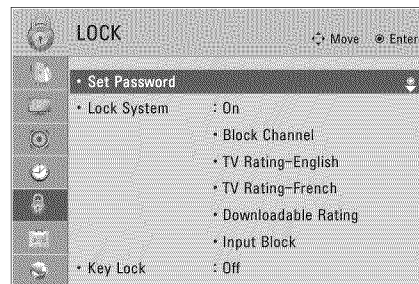 LOCK
Move Enter
• Set Password
• Lock System : On
• Block Channel
• TV Rating-English
• TV Rating-French
• Downloadable Rating
• Input Block
• Key Lock : Off